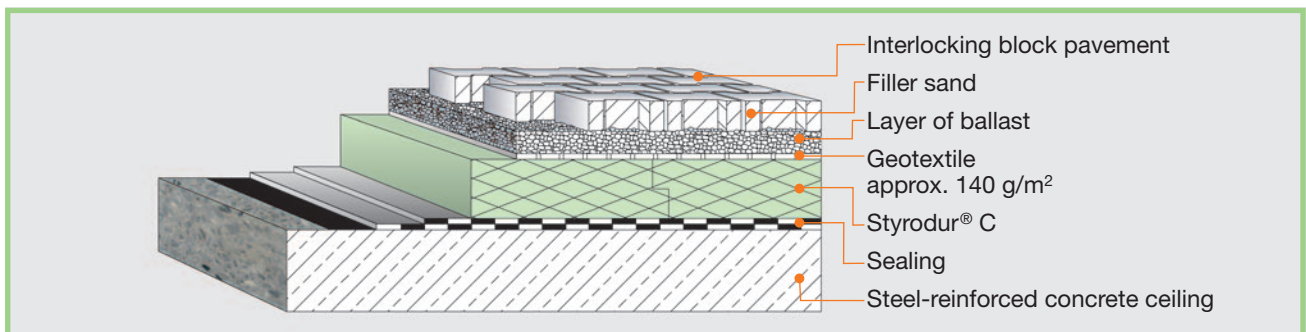 Interlocking block pavement
Filler sand
Layer of ballast
Geotextile
approx. 140 g/m²
Styrodur® C
Sealing
Steel-reinforced concrete ceiling